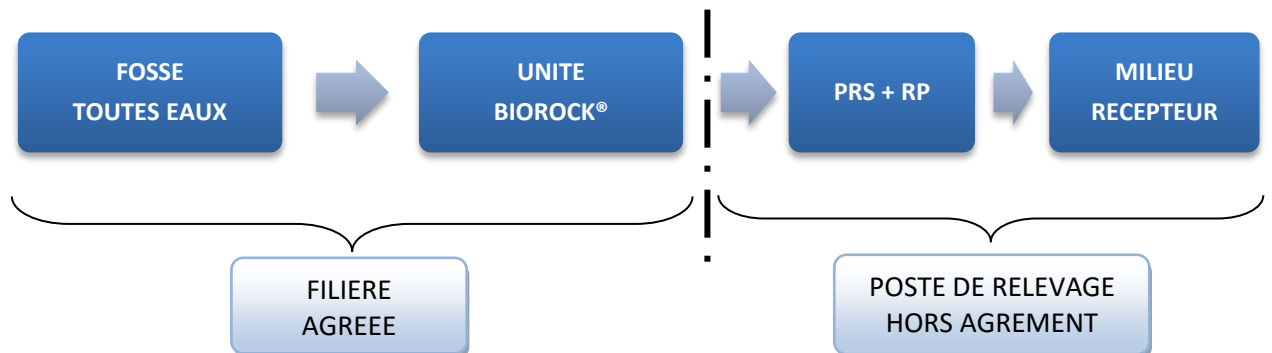 FOSSE
TOUTES EAUX
UNITE
BIOROCK®
PRS + RP
MILIEU
RECEPTEUR
FILIERE
AGREEE
POSTE DE RELEVAGE
HORS AGREMENT